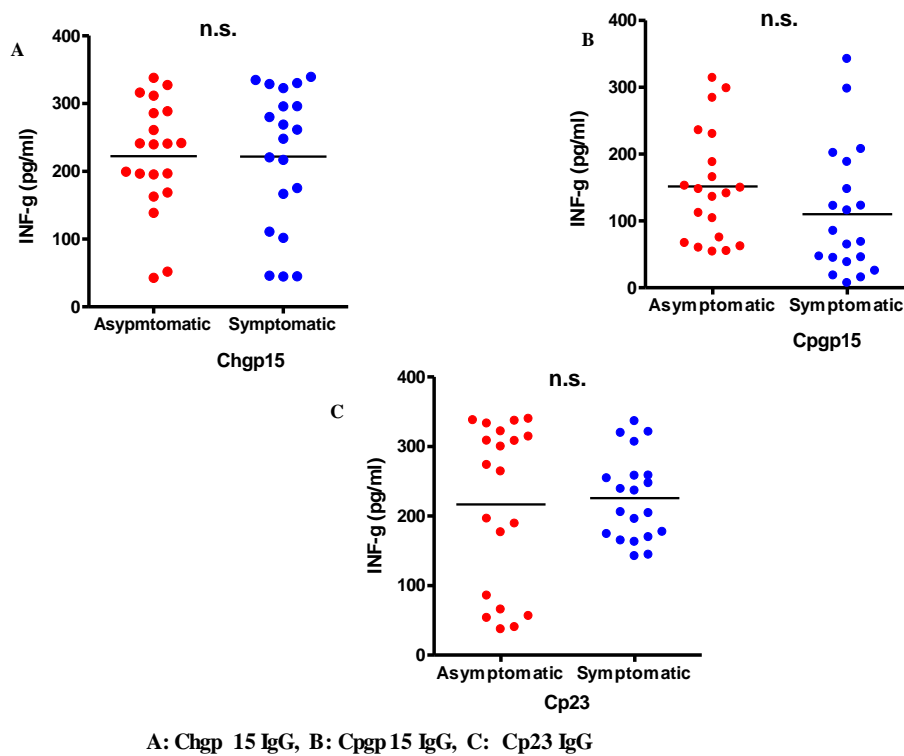 A
n.s.
INF-g (pg/ml)
400
300
200
100
0
Asypmtomatic Symptomatic
Chgp15
B
n.s.
INF-g (pg/ml)
400
300
200
100
0
Asymptomatic Symptomatic
Cpgp15
C
n.s.
INF-g (pg/ml)
400
300
200
100
0
Asymptomatic Symptomatic
Cp23
A: Chgp 15 IgG, B: Cpgp 15 IgG, C: Cp23 IgG